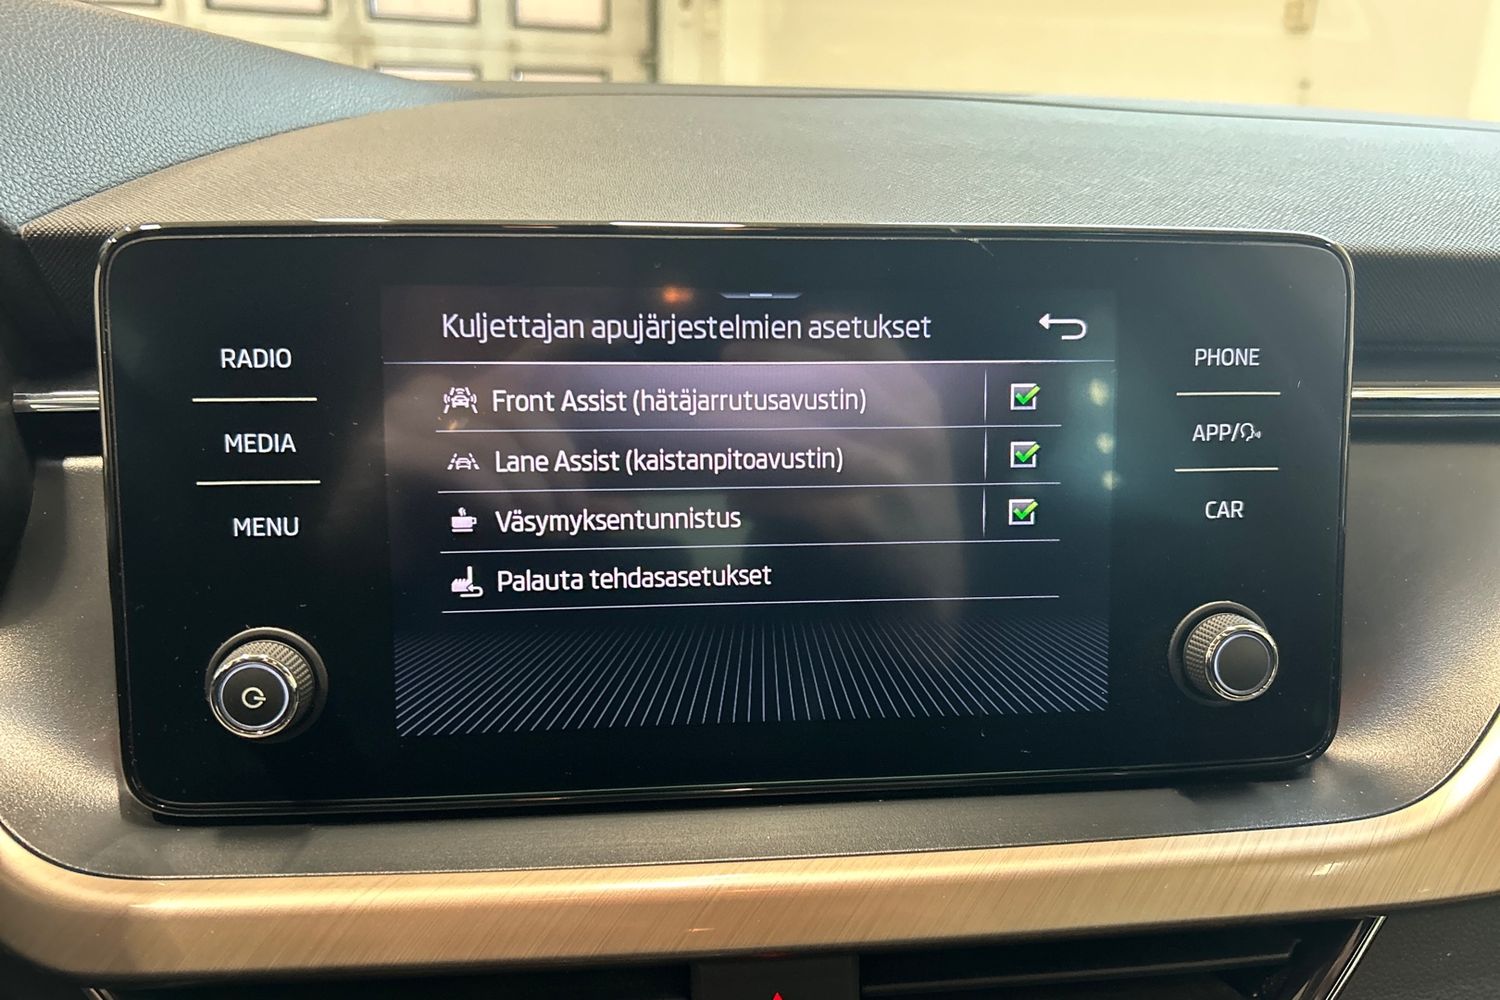 Kuljettajan apujärjestelmien asetukset
RADIO
MEDIA
MENU
Front Assist (hätäjarrutusavustin)
Lane Assist (kaistanpitoavustin)
Väsymyksentunnistus
Palauta tehdasasetukset
PHONE
APP/
CAR